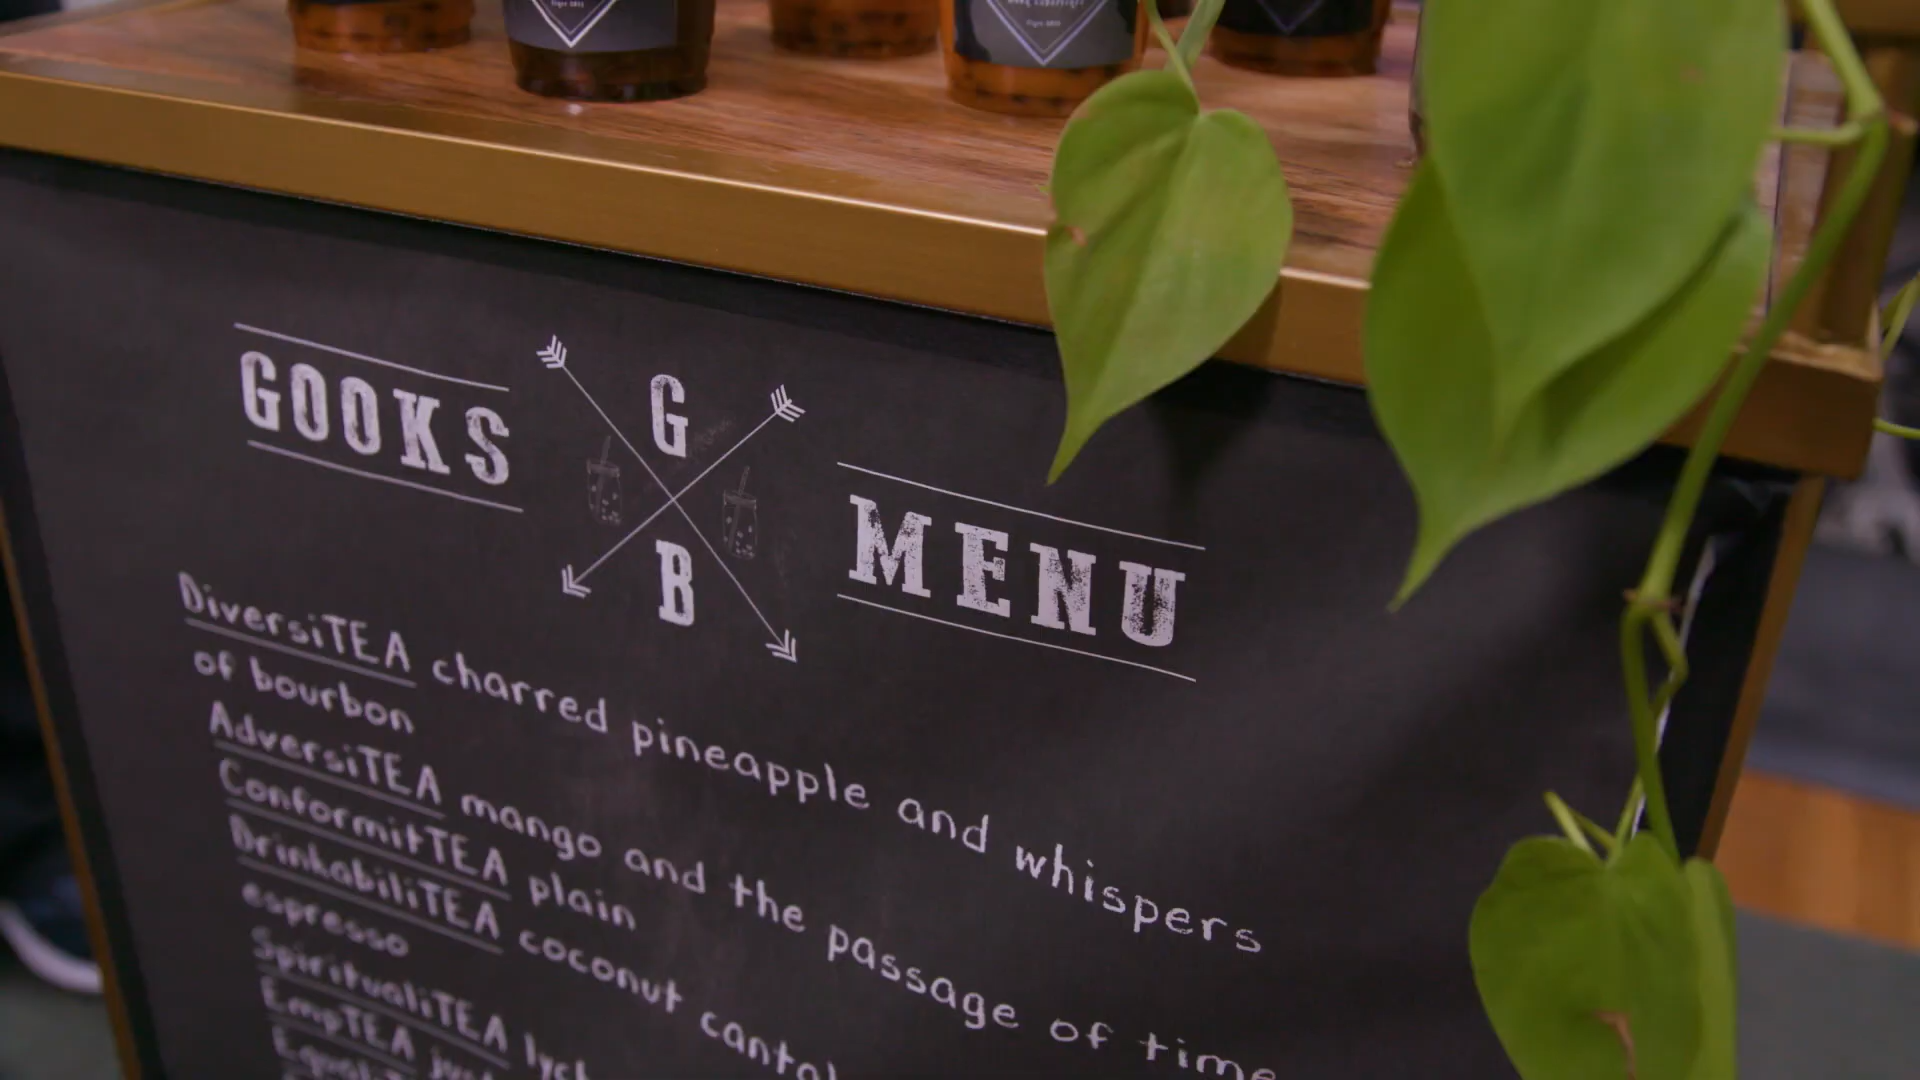 GOOKS G B MENU
DiversiTEA charred pineapple and whispers
of bourbon
AdversiTEA mango and the passage of time
ConformitTEA plain
DrinkabiliTEA coconut
espresso
SpiritualiTEA
EmpTEA